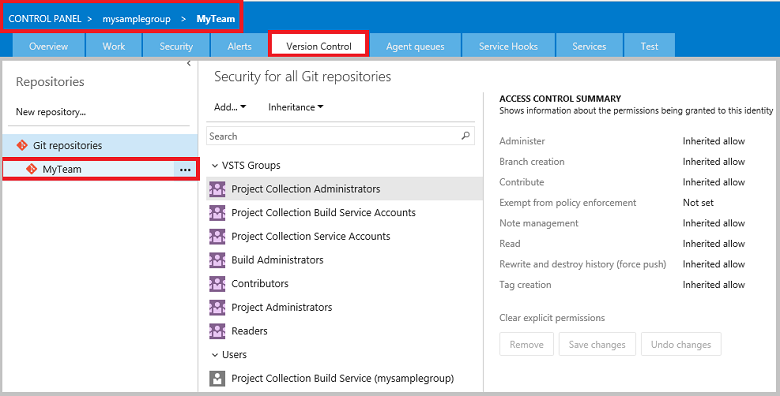 CONTROL PANEL > mysamplegroup > MyTeam
Overview Work Security Alerts Version Control Agent queues Service Hooks Services Test
Repositories
New repository...
Git repositories
MyTeam ...
Security for all Git repositories
Add... Inheritance
Search
VSTS Groups
Project Collection Administrators
Project Collection Build Service Accounts
Project Collection Service Accounts
Build Administrators
Contributors
Project Administrators
Readers
Users
Project Collection Build Service (mysamplegroup)
ACCESS CONTROL SUMMARY
Shows information about the permissions being granted to this identity
Administer Inherited allow
Branch creation Inherited allow
Contribute Inherited allow
Exempt from policy enforcement Not set
Note management Inherited allow
Read Inherited allow
Rewrite and destroy history (force push) Inherited allow
Tag creation Inherited allow
Clear explicit permissions
Remove Save changes Undo changes